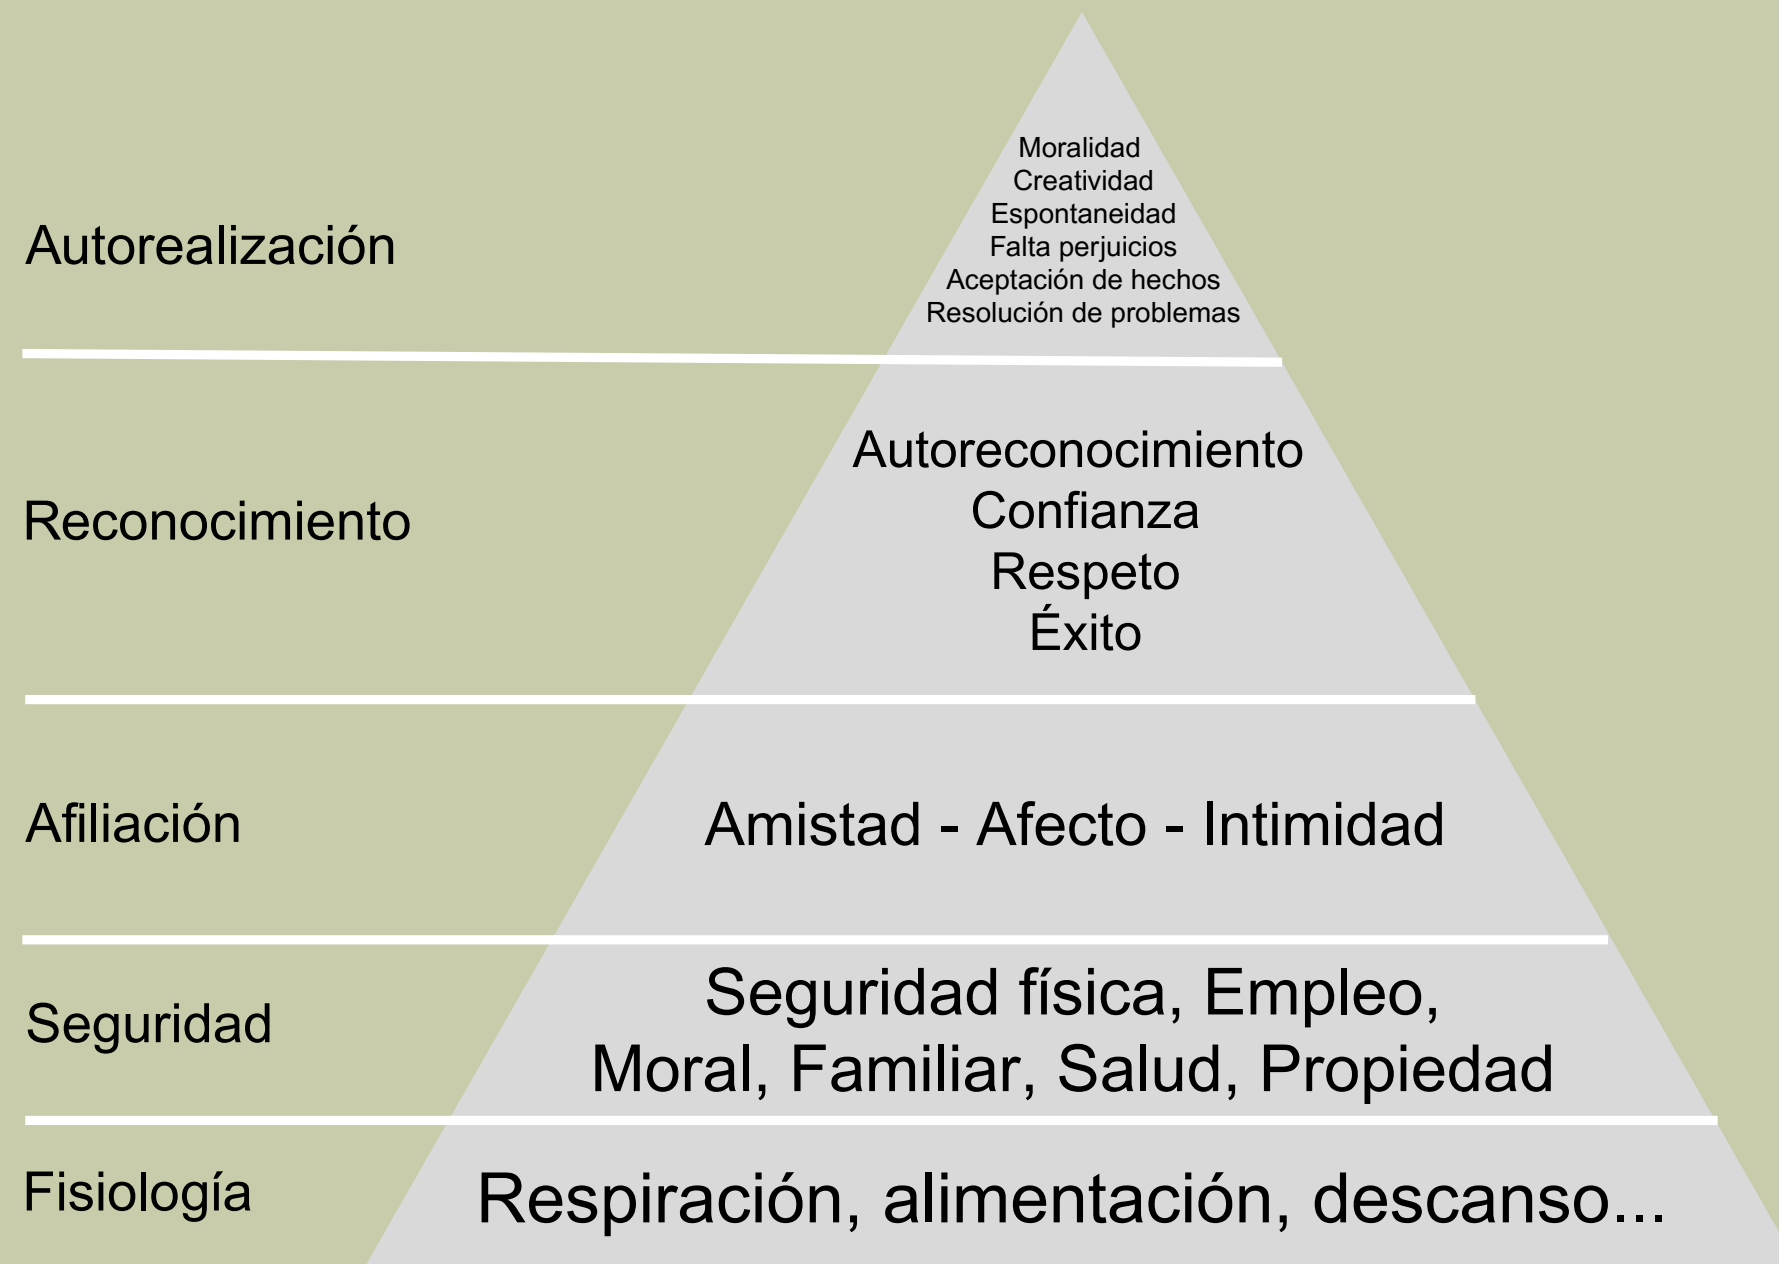 Moralidad
Creatividad
Espontaneidad
Falta perjuicios
Aceptación de hechos
Resolución de problemas
Autorealización
Autoreconocimiento
Confianza
Respeto
Éxito
Reconocimiento
Afiliación
Amistad - Afecto - Intimidad
Seguridad
Seguridad física, Empleo,
Moral, Familiar, Salud, Propiedad
Fisiología
Respiración, alimentación, descanso...